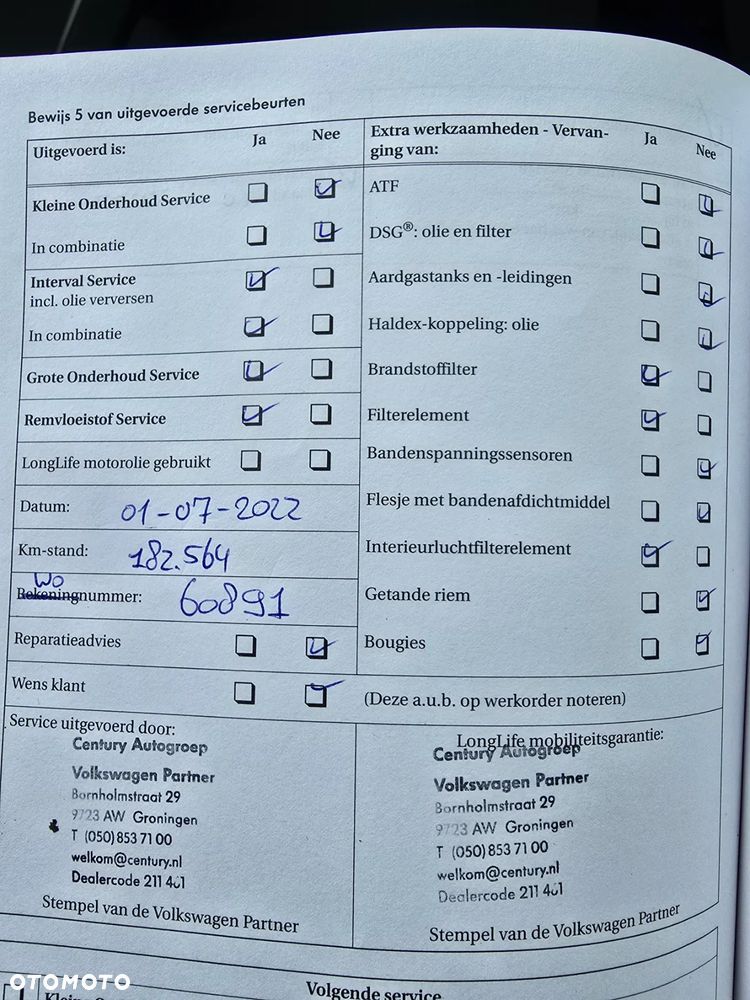 Bewijs 5 van uitgevoerde servicebeurten
Uitgevoerd is: Ja Nee
Kleine Onderhoud Service
In combinatie
Interval Service
incl. olie verversen
In combinatie
Grote Onderhoud Service
Remvloeistof Service
LongLife motorolie gebruikt
Datum: 01-07-2022
Km-stand: 182.564
WO
Rekeningnummer: 60891
Reparatieadvies
Wens klant
Extra werkzaamheden - Vervan-
ging van: Ja Nee
ATF
DSG®: olie en filter
Aardgastanks en -leidingen
Haldex-koppeling: olie
Brandstoffilter
Filterelement
Bandenspanningssensoren
Flesje met bandenafdichtmiddel
Interieurluchtfilterelement
Getande riem
Bougies
(Deze a.u.b. op werkorder noteren)
Service uitgevoerd door:
Century Autogroep
Volkswagen Partner
Bornholmstraat 29
9723 AW Groningen
T (050) 853 71 00
welkom@century.nl
Dealercode 211 461
Stempel van de Volkswagen Partner
LongLife mobiliteitsgarantie:
Century Autogroep
Volkswagen Partner
Bornholmstraat 29
9723 AW Groningen
T (050) 853 71 00
welkom@century.nl
Dealercode 211 461
Stempel van de Volkswagen Partner
Volgende service
OTOMOTO